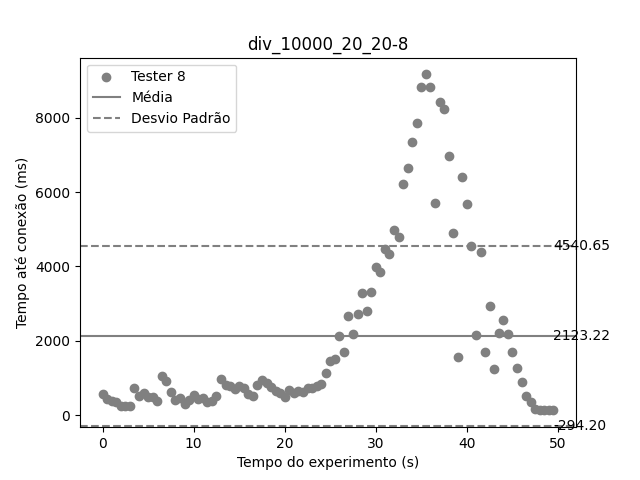 div_10000_20_20-8
Tester 8
Média
Desvio Padrão
Tempo até conexão (ms)
8000
6000
4000
2000
0
4540.65
2123.22
-294.20
0 10 20 30 40 50
Tempo do experimento (s)